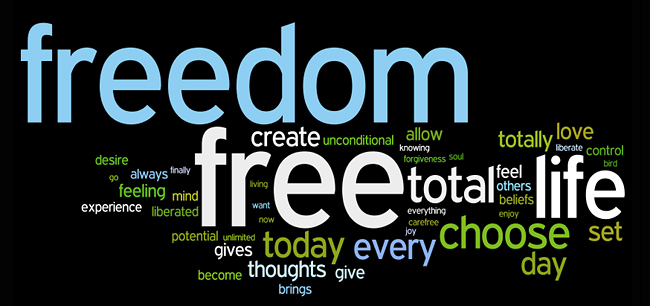 freedom
create unconditional allow totally love
knowing liberate
desire free forgiveness soul control
go always finally total feel life bird
feeling mind living others
experience liberated want everything beliefs
now carefree enjoy
potential unlimited joy choose set
gives today every
become thoughts give day
brings